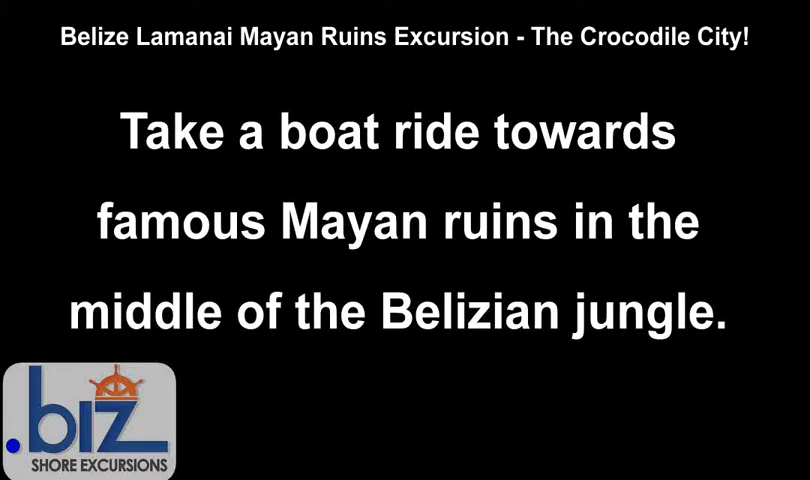 Belize Lamanai Mayan Ruins Excursion - The Crocodile City!
Take a boat ride towards
famous Mayan ruins in the
middle of the Belizian jungle.
.biz
SHORE EXCURSIONS